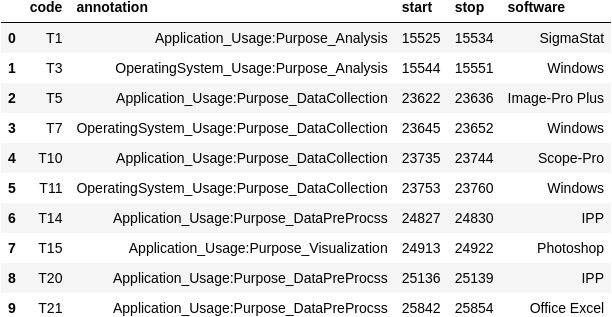 code annotation start stop software
0 T1 Application_Usage:Purpose_Analysis 15525 15534 SigmaStat
1 T3 OperatingSystem_Usage:Purpose_Analysis 15544 15551 Windows
2 T5 Application_Usage:Purpose_DataCollection 23622 23636 Image-Pro Plus
3 T7 OperatingSystem_Usage:Purpose_DataCollection 23645 23652 Windows
4 T10 Application_Usage:Purpose_DataCollection 23735 23744 Scope-Pro
5 T11 OperatingSystem_Usage:Purpose_DataCollection 23753 23760 Windows
6 T14 Application_Usage:Purpose_DataPreProcss 24827 24830 IPP
7 T15 Application_Usage:Purpose_Visualization 24913 24922 Photoshop
8 T20 Application_Usage:Purpose_DataPreProcss 25136 25139 IPP
9 T21 Application_Usage:Purpose_DataPreProcss 25842 25854 Office Excel